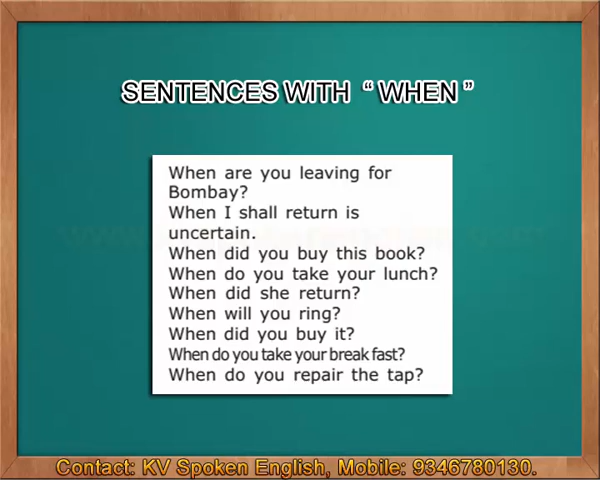 SENTENCES WITH “ WHEN ”
When are you leaving for
Bombay?
When I shall return is
uncertain.
When did you buy this book?
When do you take your lunch?
When did she return?
When will you ring?
When did you buy it?
When do you take your break fast?
When do you repair the tap?
Contact: KV Spoken English, Mobile: 9346780130.